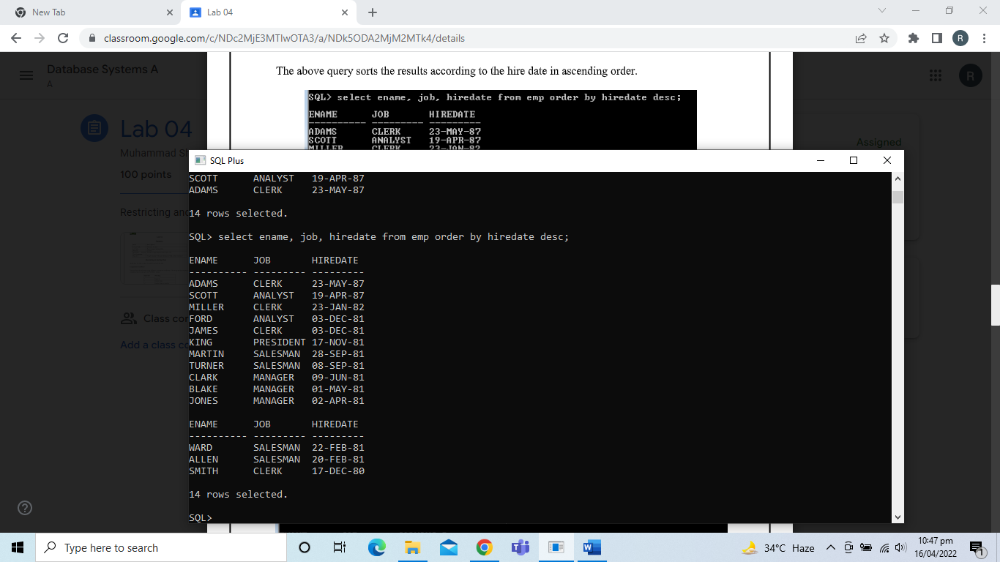 New Tab
Lab 04
classroom.google.com/c/NDc2MjE3MTIwOTA3/a/NDk5ODA2MjM2MTk4/details
R
The above query sorts the results according to the hire date in ascending order.
Database Systems A
A
R
SQL> select ename, job, hiredate from emp order by hiredate desc;
ENAME JOB HIREDATE
---------- --------- ---------
ADAMS CLERK 23-MAY-87
SCOTT ANALYST 19-APR-87
MILLER CLERK 23-JAN-82
Lab 04
Assigned
Muhammad
100 points
Restricting
Class
Add a class
SQL Plus
SCOTT ANALYST 19-APR-87
ADAMS CLERK 23-MAY-87
14 rows selected.
SQL> select ename, job, hiredate from emp order by hiredate desc;
ENAME JOB HIREDATE
---------- --------- ---------
ADAMS CLERK 23-MAY-87
SCOTT ANALYST 19-APR-87
MILLER CLERK 23-JAN-82
FORD ANALYST 03-DEC-81
JAMES CLERK 03-DEC-81
KING PRESIDENT 17-NOV-81
MARTIN SALESMAN 28-SEP-81
TURNER SALESMAN 08-SEP-81
CLARK MANAGER 09-JUN-81
BLAKE MANAGER 01-MAY-81
JONES MANAGER 02-APR-81
ENAME JOB HIREDATE
---------- --------- ---------
WARD SALESMAN 22-FEB-81
ALLEN SALESMAN 20-FEB-81
SMITH CLERK 17-DEC-80
14 rows selected.
SQL>
Type here to search
34°C Haze
10:47 pm
16/04/2022
1